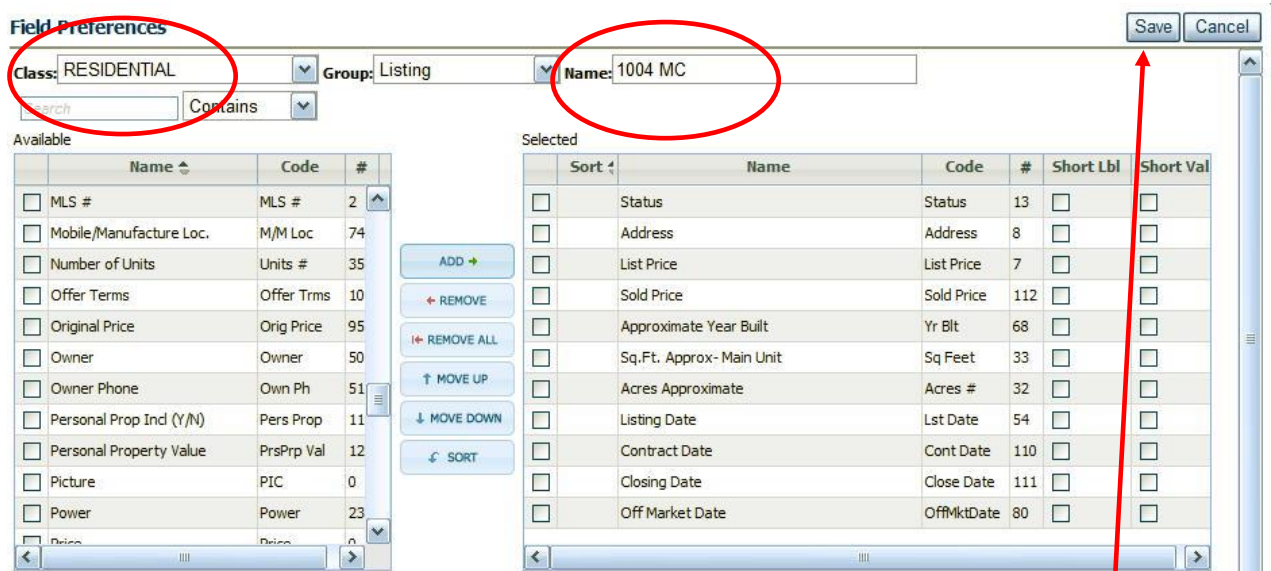 Field Preferences Save Cancel
Class: RESIDENTIAL Group: Listing Name: 1004 MC
Search Contains
Available Selected
Name Code # Sort Name Code # Short Lbl Short Val
MLS # MLS # 2 Status Status 13
Mobile/Manufacture Loc. M/M Loc 74 Address Address 8
Number of Units Units # 35 ADD List Price List Price 7
Offer Terms Offer Trms 10 REMOVE Sold Price Sold Price 112
Original Price Orig Price 95 REMOVE ALL Approximate Year Built Yr Blt 68
Owner Owner 50 Sq.Ft. Approx- Main Unit Sq Feet 33
Owner Phone Own Ph 51 MOVE UP Acres Approximate Acres # 32
Personal Prop Incl (Y/N) Pers Prop 11 MOVE DOWN Listing Date Lst Date 54
Personal Property Value PrsPrp Val 12 SORT Contract Date Cont Date 110
Picture PIC 0 Closing Date Close Date 111
Power Power 23 Off Market Date OffMktDate 80
Price Price 0